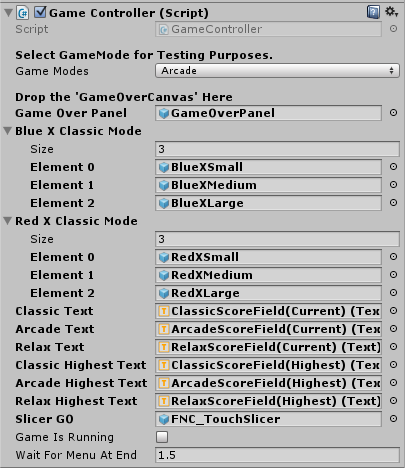 Game Controller (Script)
Script GameController
Select GameMode for Testing Purposes.
Game Modes Arcade
Drop the 'GameOverCanvas' Here
Game Over Panel GameOverPanel
Blue X Classic Mode
Size 3
Element 0 BlueXSmall
Element 1 BlueXMedium
Element 2 BlueXLarge
Red X Classic Mode
Size 3
Element 0 RedXSmall
Element 1 RedXMedium
Element 2 RedXLarge
Classic Text ClassicScoreField(Current) (Tex
Arcade Text ArcadeScoreField(Current) (Tex
Relax Text RelaxScoreField(Current) (Text)
Classic Highest Text ClassicScoreField(Highest) (Tex
Arcade Highest Text ArcadeScoreField(Highest) (Tex
Relax Highest Text RelaxScoreField(Highest) (Text)
Slicer GO FNC_TouchSlicer
Game Is Running
Wait For Menu At End 1.5